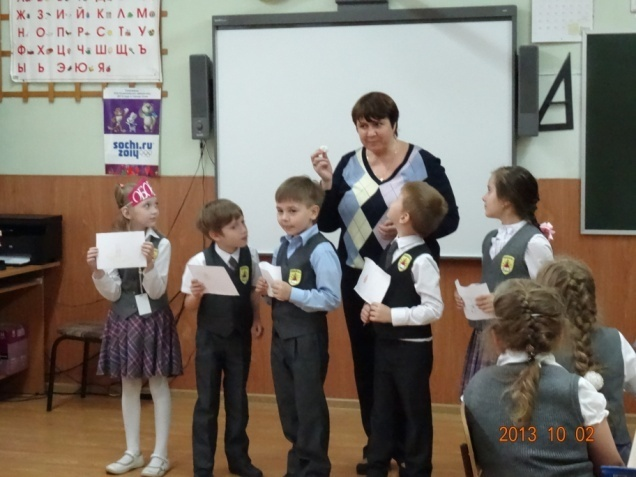 Ж З И Й К Л М
Н О П Р С Т У
Ф Х Ц Ч Ш Щ Ъ
Ы Ь Э Ю Я
sochi.ru
2014
2013 10 02